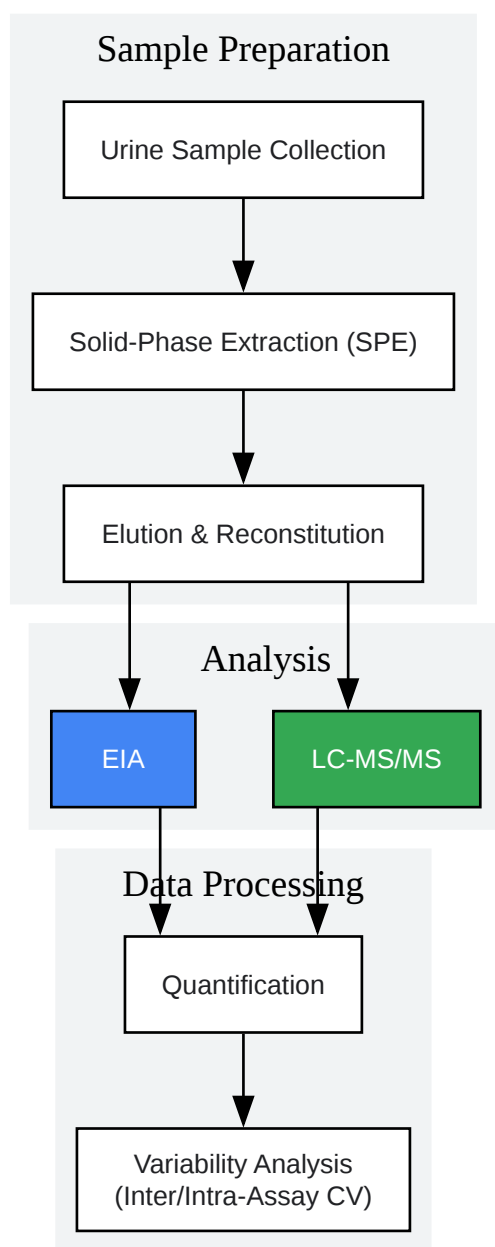 Sample Preparation
Urine Sample Collection
Solid-Phase Extraction (SPE)
Elution & Reconstitution
Analysis
EIA
LC-MS/MS
Data Processing
Quantification
Variability Analysis
(Inter/Intra-Assay CV)